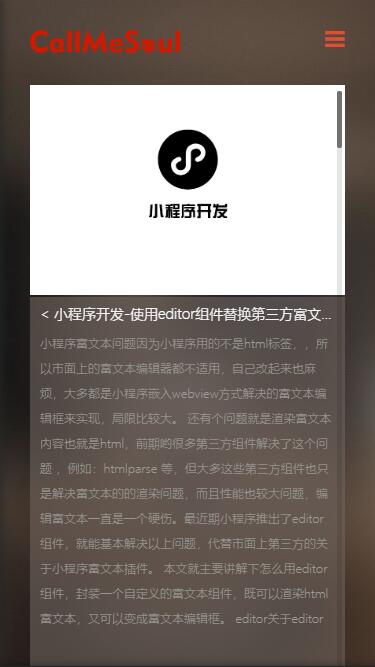 CallMeSoul
小程序开发
< 小程序开发-使用editor组件替换第三方富文...
小程序富文本问题因为小程序用的不是html标签，，所
以市面上的富文本编辑器都不适用，自己改起来也麻
烦，大多都是小程序嵌入webview方式解决的富文本编
辑框来实现，局限比较大。 还有个问题就是渲染富文本
内容也就是html，前期哟很多第三方组件解决了这个问
题 ，例如：htmlparse 等，但大多这些第三方组件也只
是解决富文本的的渲染问题，而且性能也较大问题，编
辑富文本一直是一个硬伤。最近期小程序推出了editor
组件，就能基本解决以上问题，代替市面上第三方的关
于小程序富文本插件。 本文就主要讲解下怎么用editor
组件，封装一个自定义的富文本组件，既可以渲染html
富文本，又可以变成富文本编辑框。 editor关于editor